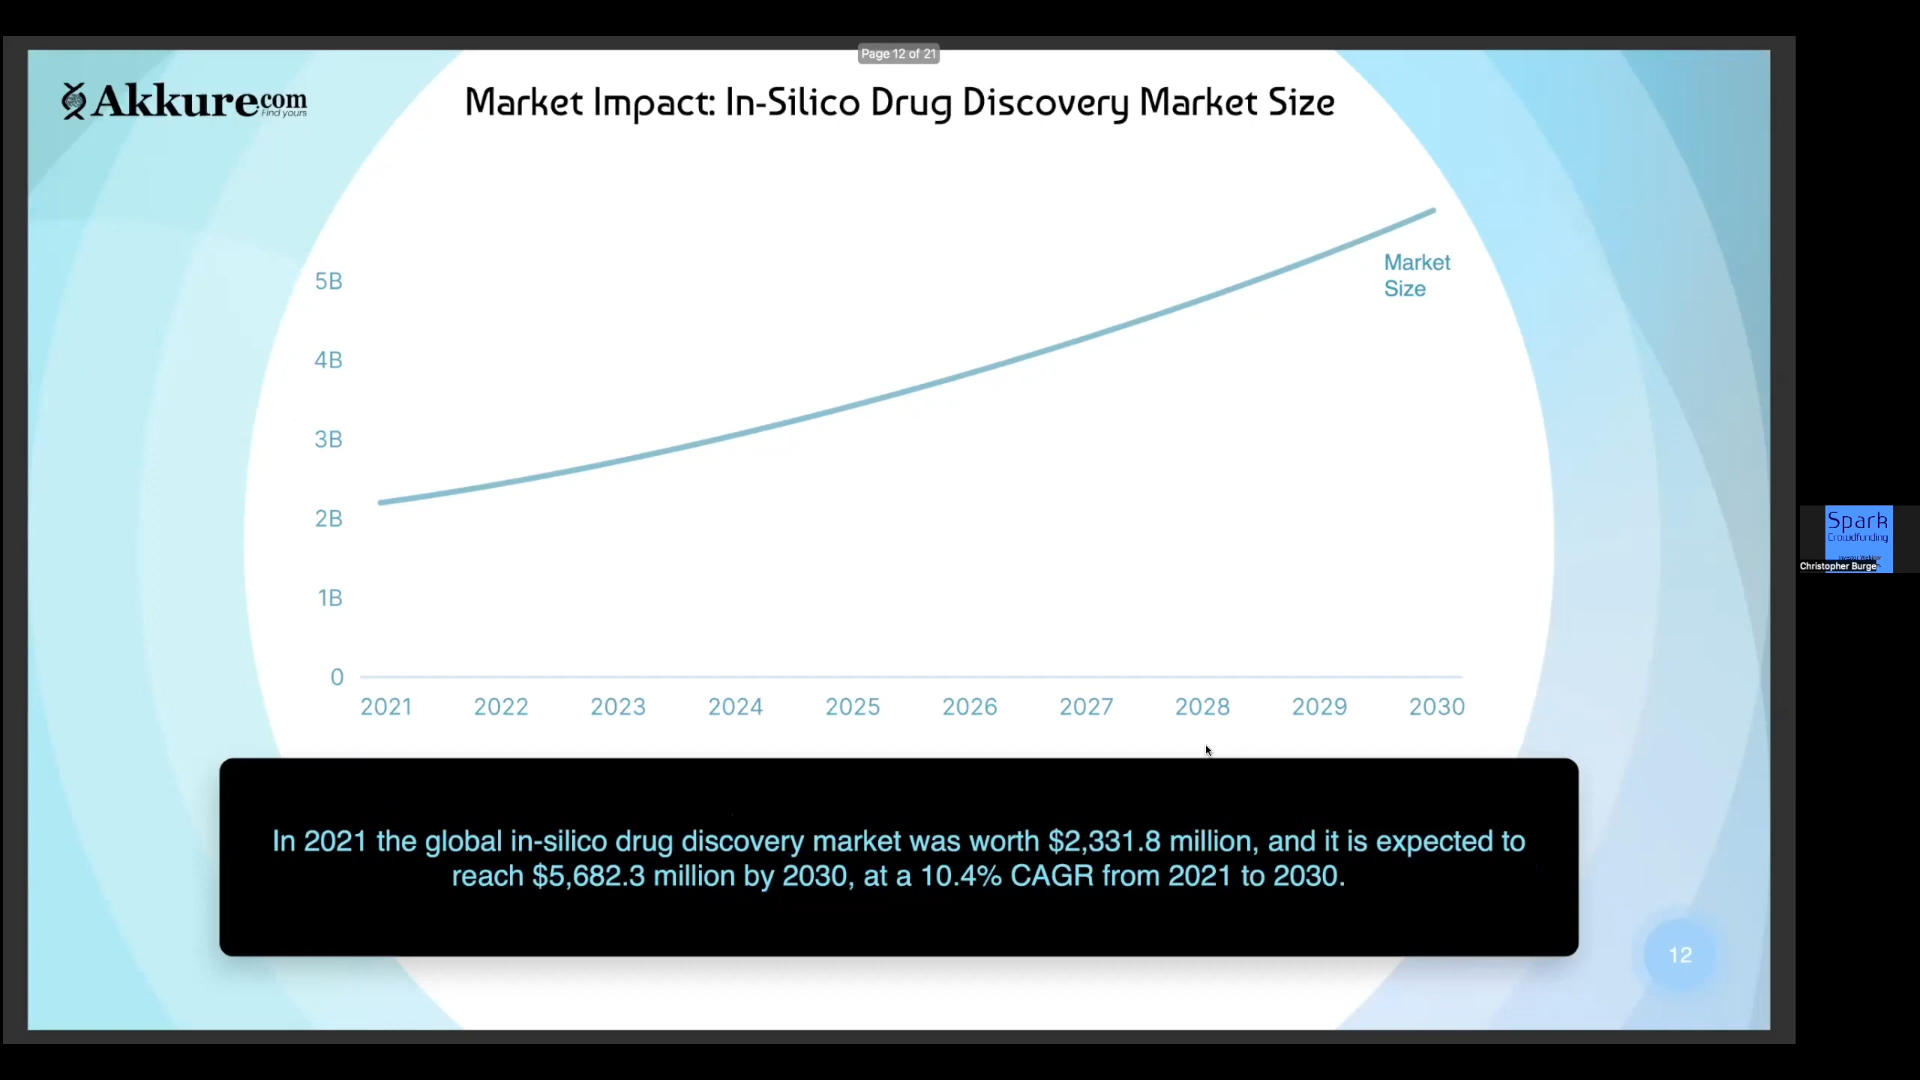 Page 12 of 21
Akkure.com
Find yours
Market Impact: In-Silico Drug Discovery Market Size
5B
4B
3B
2B
1B
0
Market
Size
2021 2022 2023 2024 2025 2026 2027 2028 2029 2030
In 2021 the global in-silico drug discovery market was worth $2,331.8 million, and it is expected to
reach $5,682.3 million by 2030, at a 10.4% CAGR from 2021 to 2030.
12
Spark
Crowdfunding
Christopher Burge